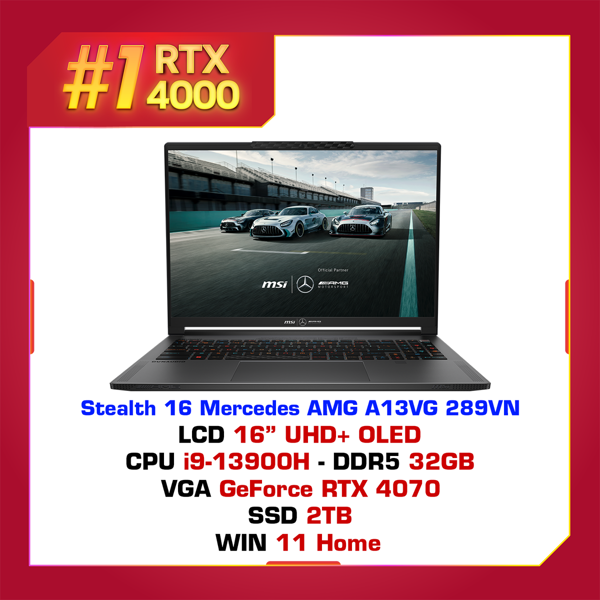 #1 RTX
4000
Official Partner
msi AMG
MOTORSPORT
msi
Stealth 16 Mercedes AMG A13VG 289VN
LCD 16” UHD+ OLED
CPU i9-13900H - DDR5 32GB
VGA GeForce RTX 4070
SSD 2TB
WIN 11 Home